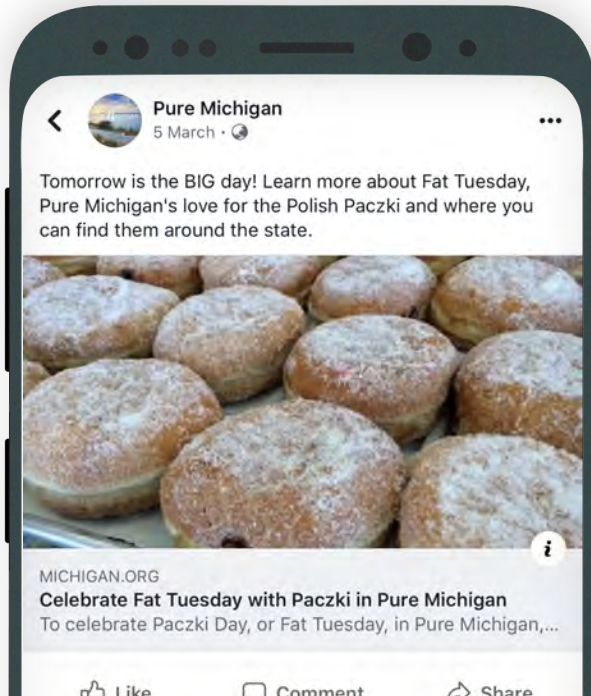 Pure Michigan
5 March
Tomorrow is the BIG day! Learn more about Fat Tuesday,
Pure Michigan's love for the Polish Paczki and where you
can find them around the state.
i
MICHIGAN.ORG
Celebrate Fat Tuesday with Paczki in Pure Michigan
To celebrate Paczki Day, or Fat Tuesday, in Pure Michigan,...
Like Comment Share